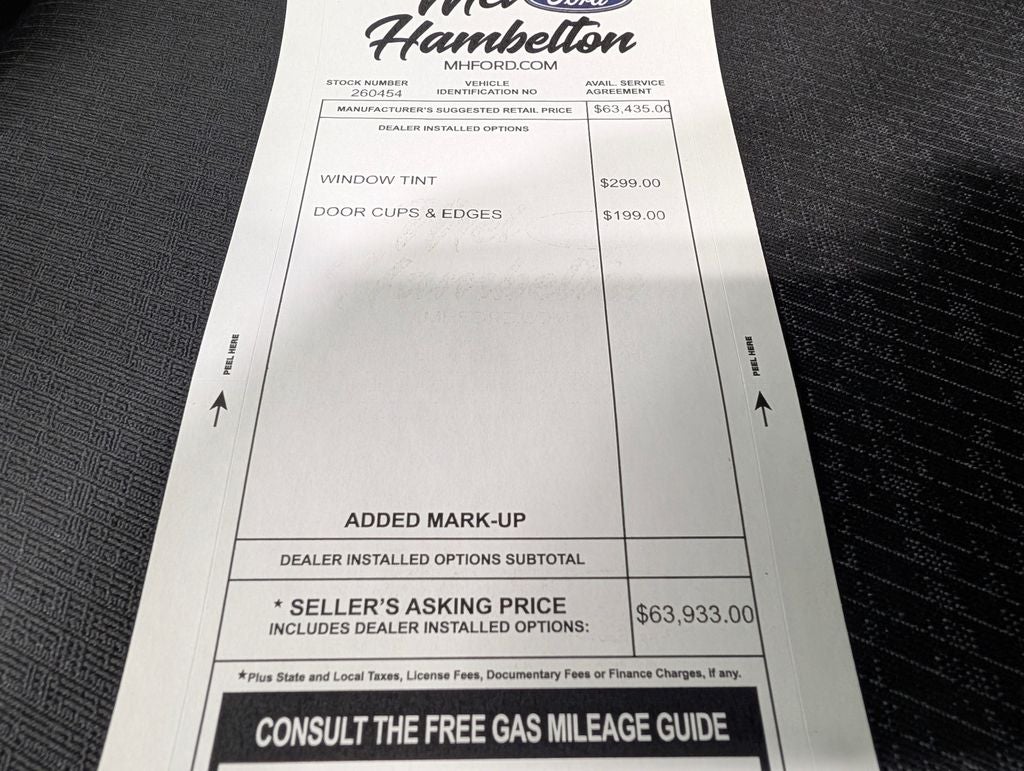 Mel Ford
Hambelton
MHFORD.COM
STOCK NUMBER
260454
VEHICLE
IDENTIFICATION NO
AVAIL. SERVICE
AGREEMENT
MANUFACTURER'S SUGGESTED RETAIL PRICE $63,435.00
DEALER INSTALLED OPTIONS
WINDOW TINT $299.00
DOOR CUPS & EDGES $199.00
PEEL HERE
PEEL HERE
ADDED MARK-UP
DEALER INSTALLED OPTIONS SUBTOTAL
* SELLER'S ASKING PRICE
INCLUDES DEALER INSTALLED OPTIONS: $63,933.00
*Plus State and Local Taxes, License Fees, Documentary Fees or Finance Charges, if any.
CONSULT THE FREE GAS MILEAGE GUIDE